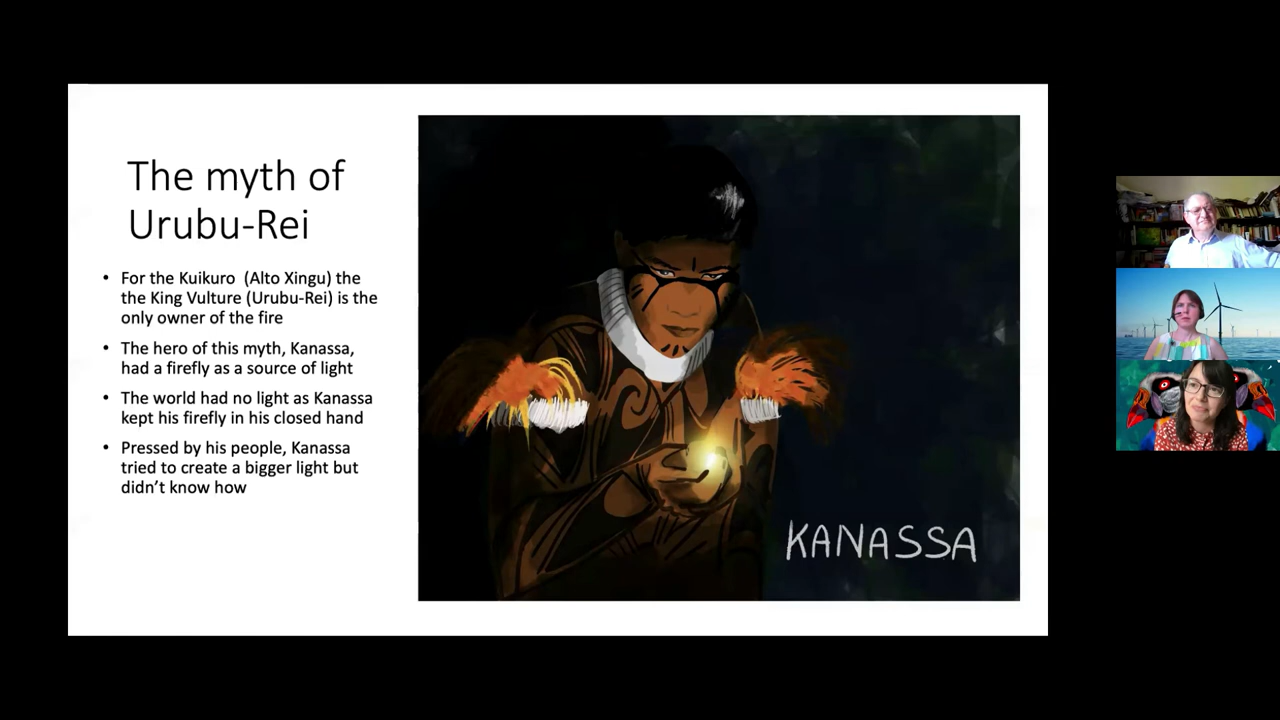 The myth of
Urubu-Rei
• For the Kuikuro (Alto Xingu) the
the King Vulture (Urubu-Rei) is the
only owner of the fire
• The hero of this myth, Kanassa,
had a firefly as a source of light
• The world had no light as Kanassa
kept his firefly in his closed hand
• Pressed by his people, Kanassa
tried to create a bigger light but
didn't know how
KANASSA